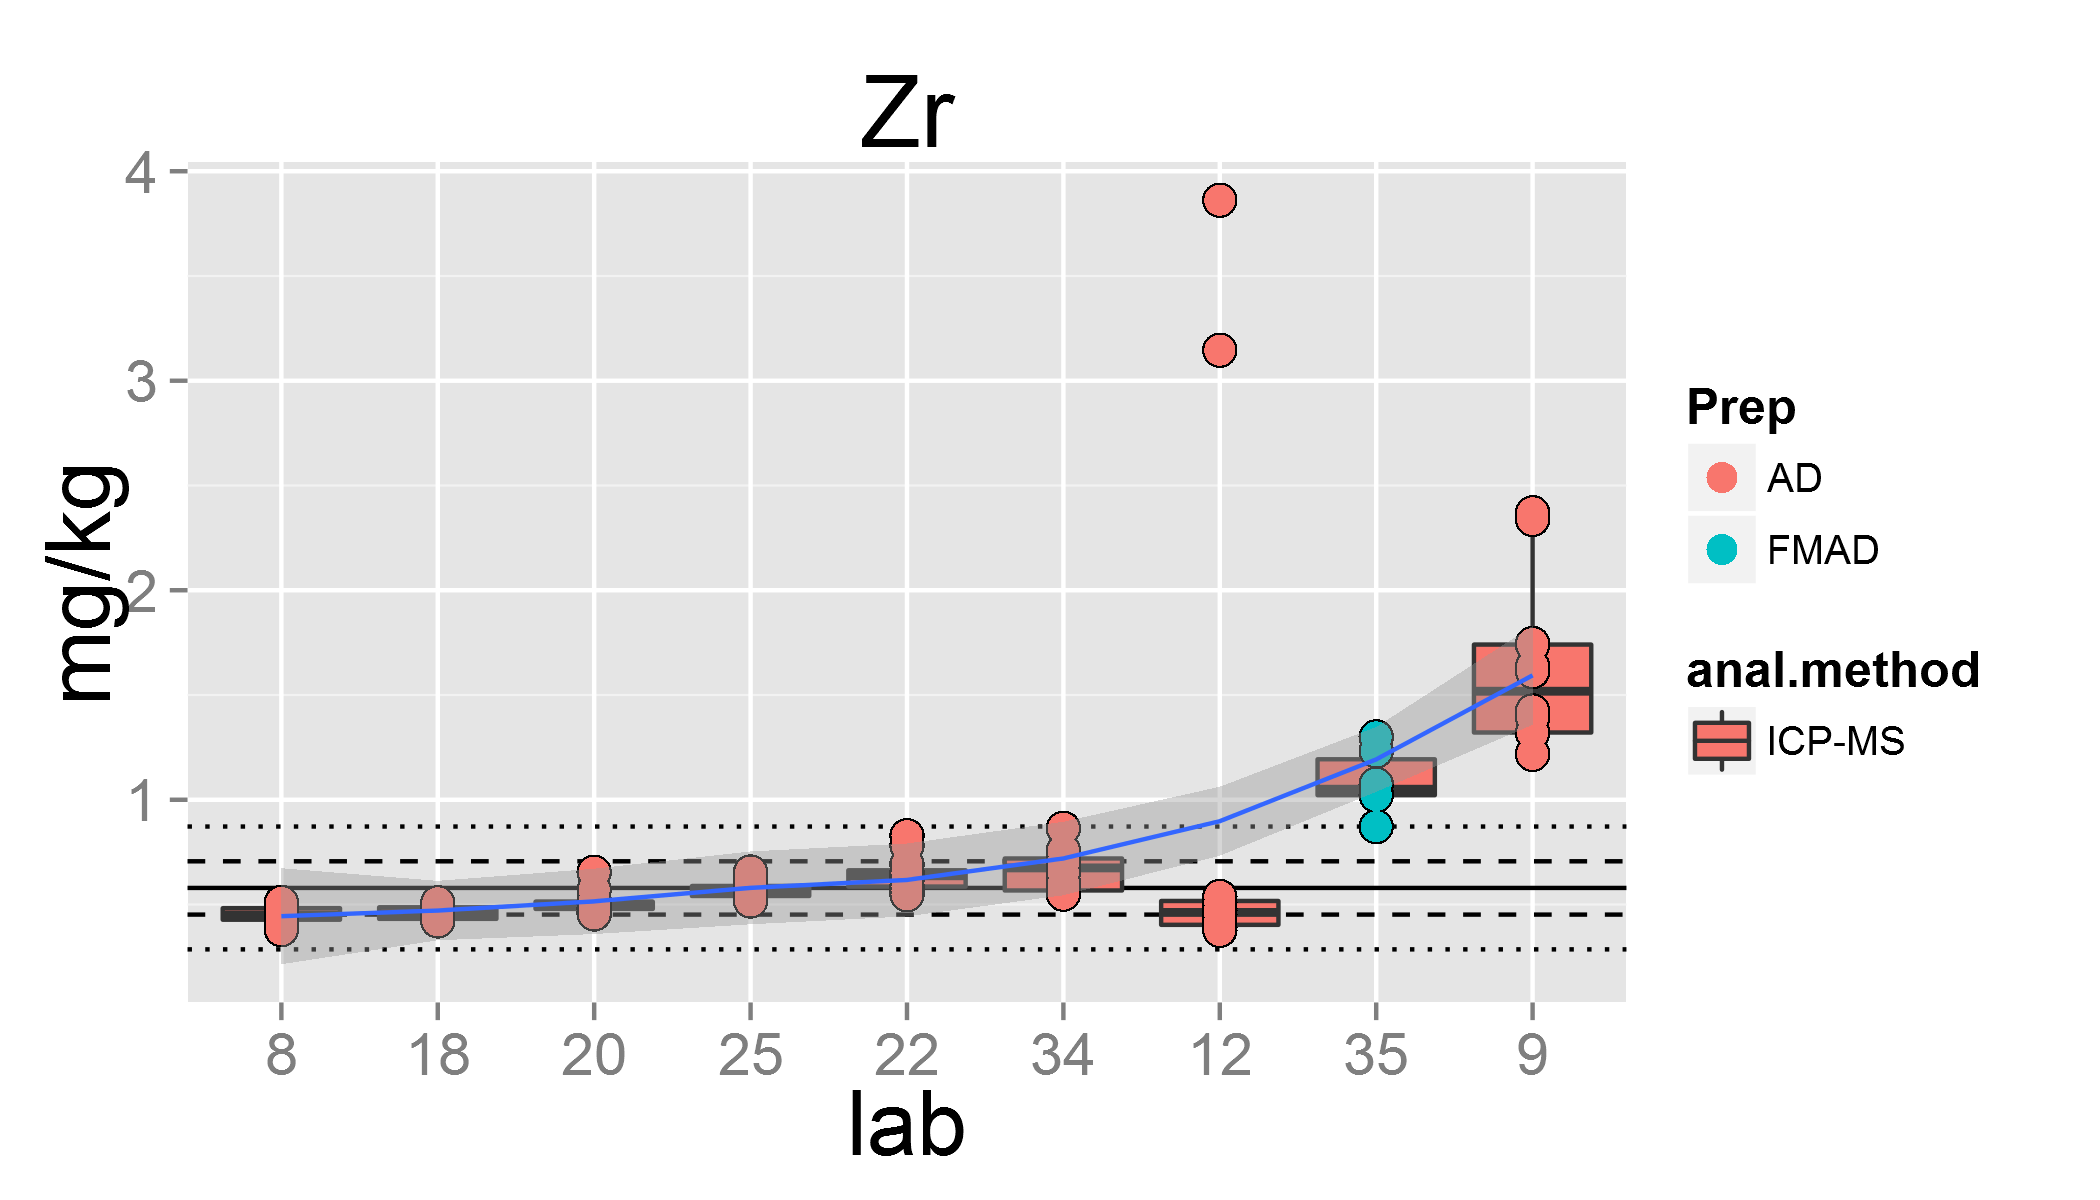 Zr
mg/kg
4
3
2
1
8 18 20 25 22 34 12 35 9
lab
Prep
AD
FMAD
anal.method
ICP-MS